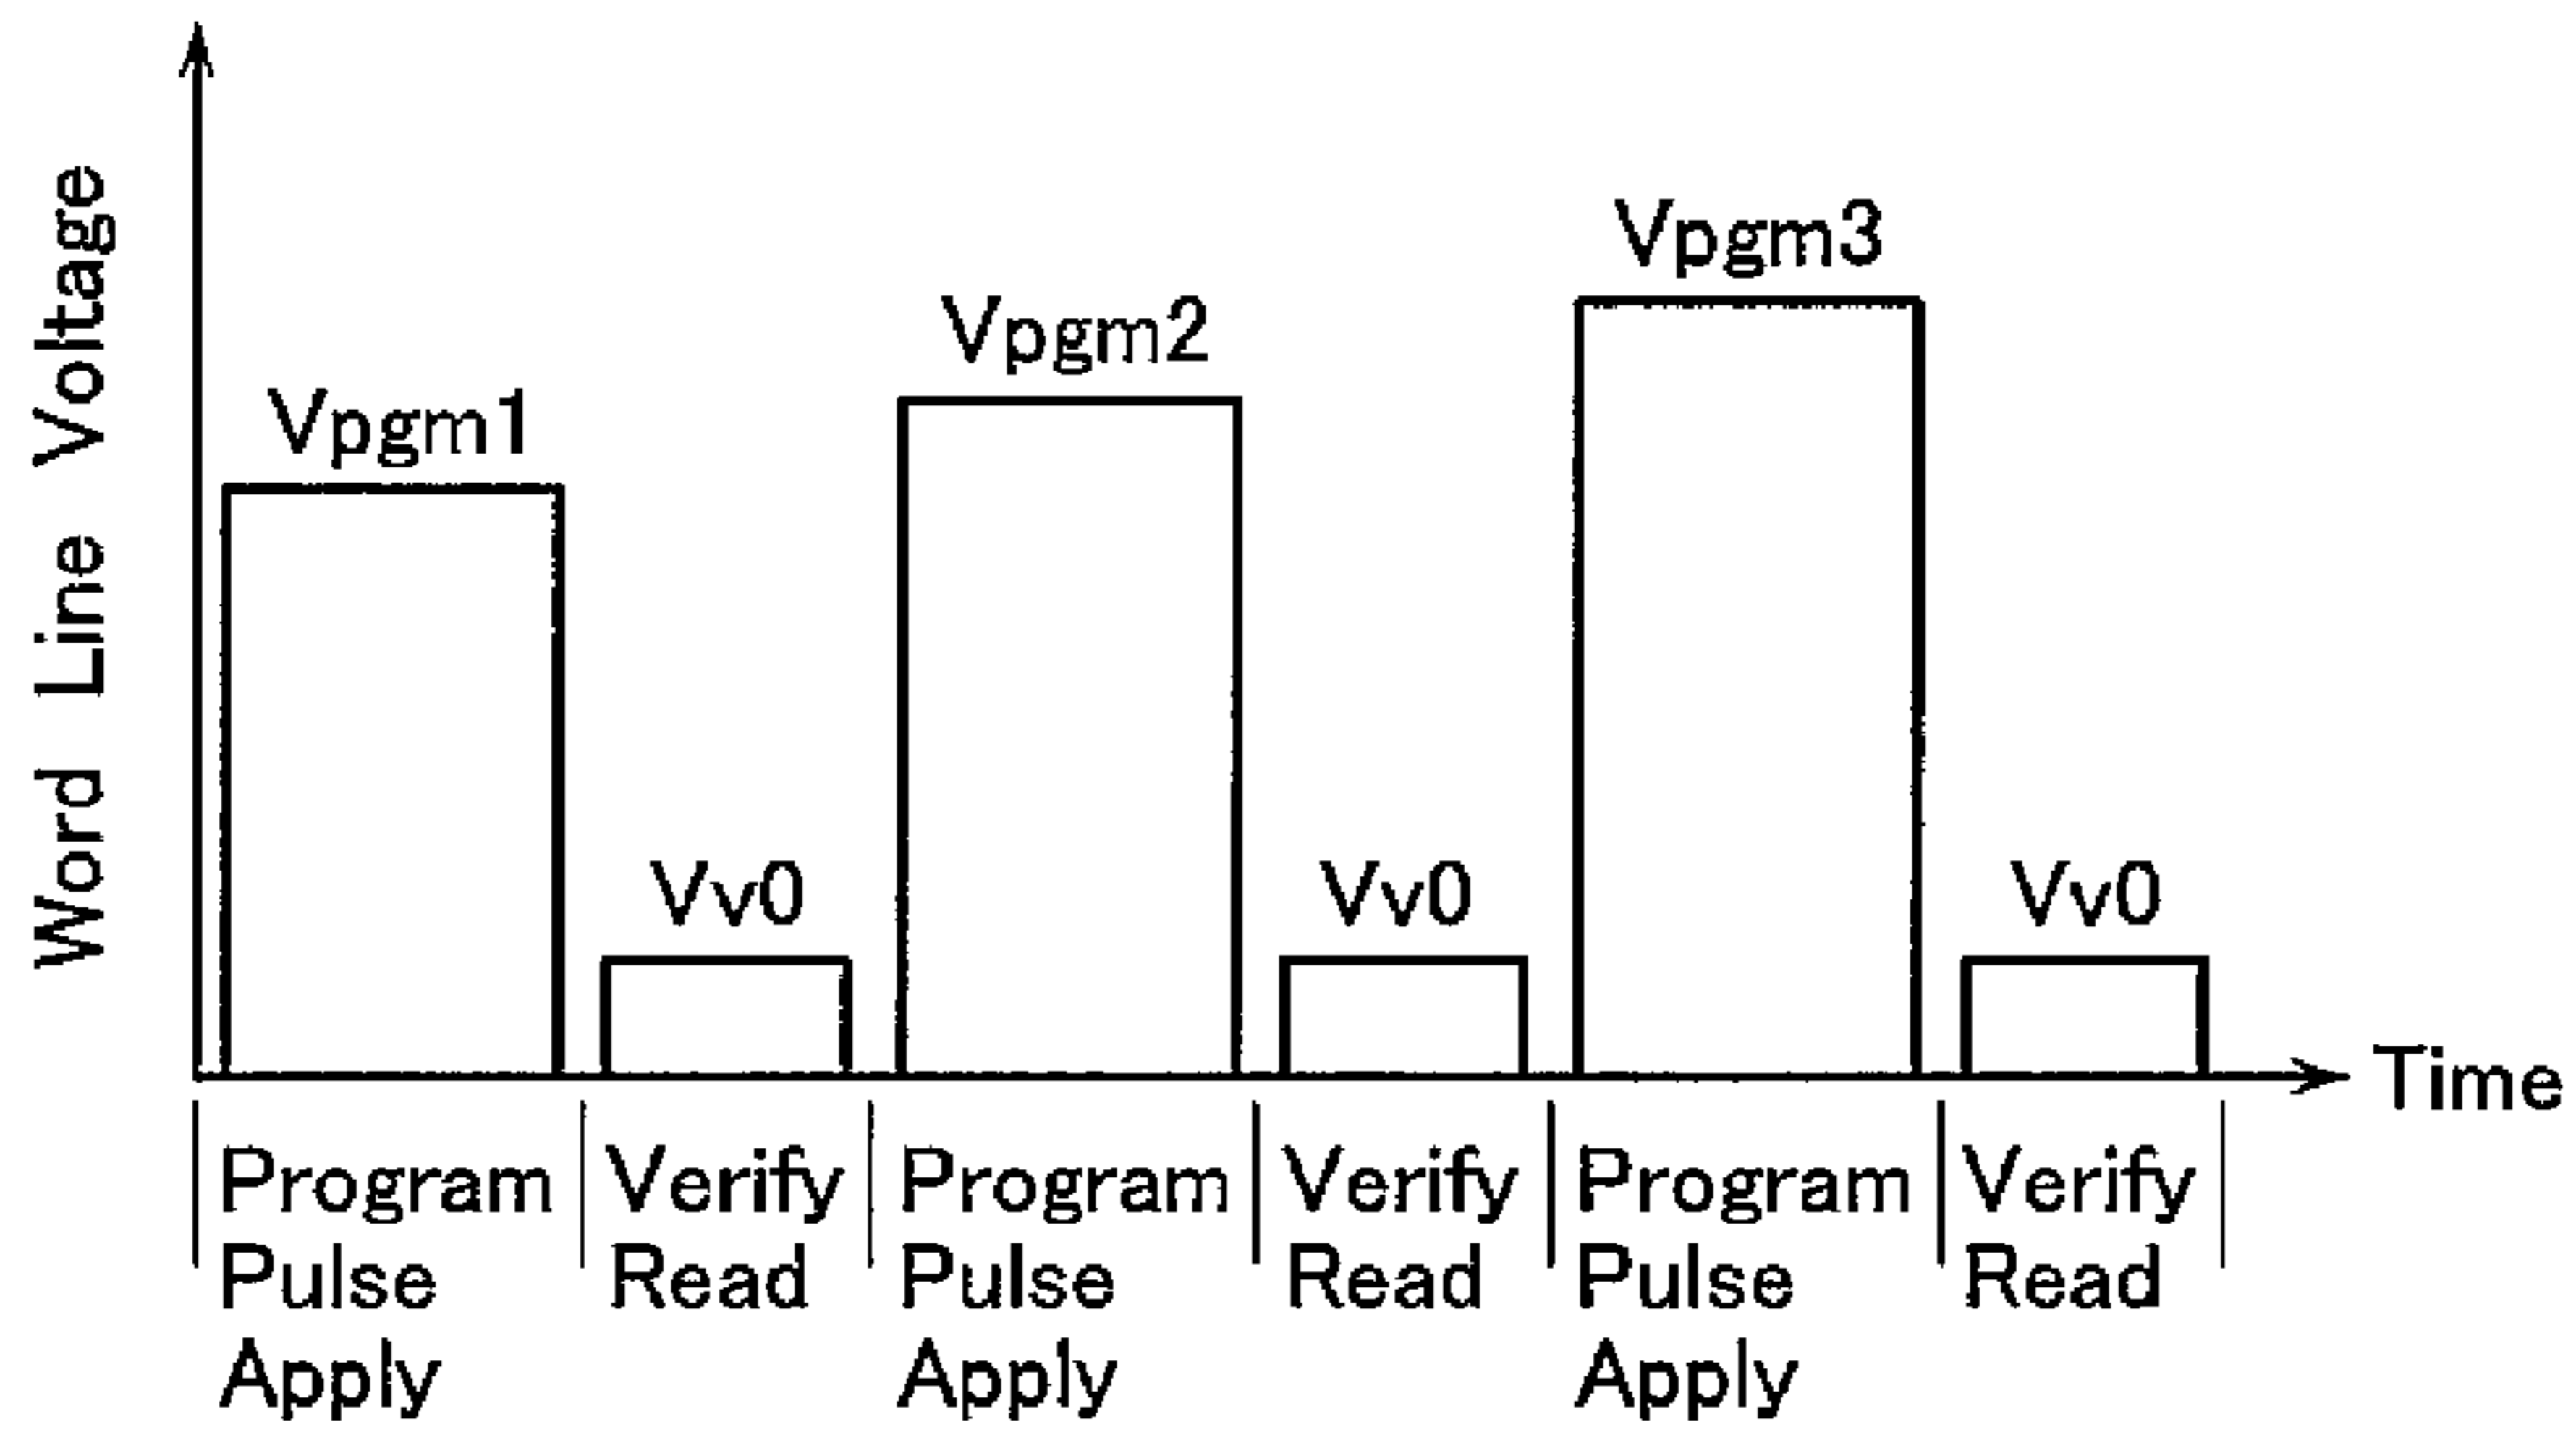 Word Line Voltage
Vpgm1
Vpgm2
Vpgm3
Vv0
Vv0
Vv0
Time
Program
Pulse
Apply
Verify
Read
Program
Pulse
Apply
Verify
Read
Program
Pulse
Apply
Verify
Read